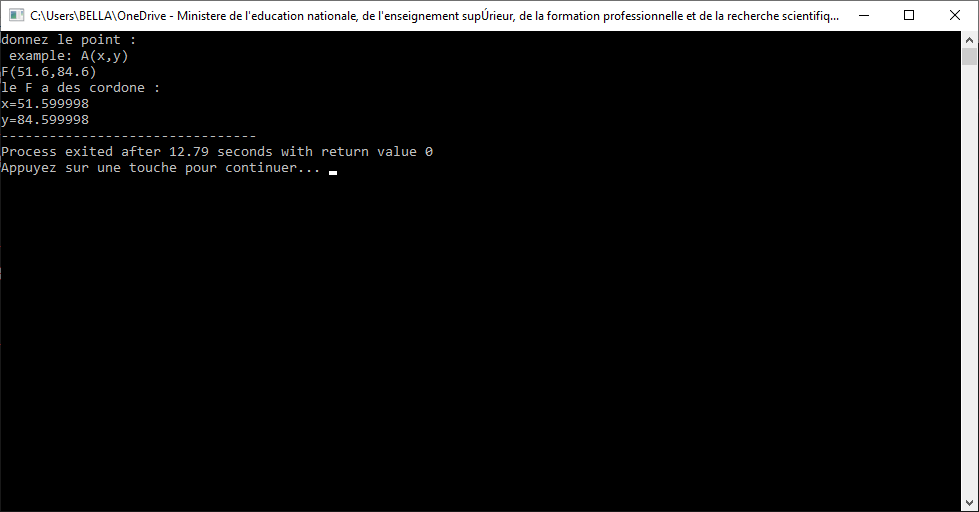 C:\Users\BELLA\OneDrive - Ministere de l'education nationale, de l'enseignement supÚrieur, de la formation professionnelle et de la recherche scientifiq...
donnez le point :
 example: A(x,y)
F(51.6,84.6)
le F a des cordone :
x=51.599998
y=84.599998
--------------------------------
Process exited after 12.79 seconds with return value 0
Appuyez sur une touche pour continuer...